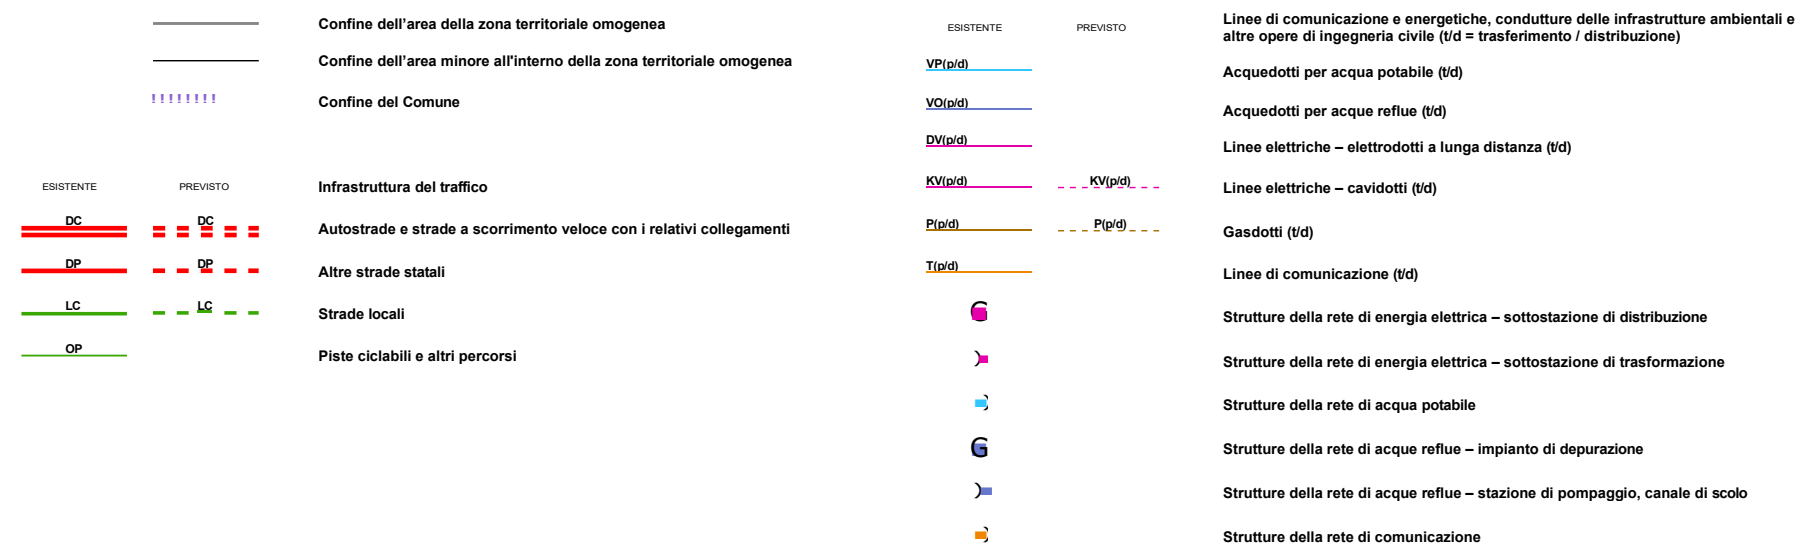 Confine dell'area della zona territoriale omogenea
Confine dell'area minore all'interno della zona territoriale omogenea
Confine del Comune
ESISTENTE PREVISTO Infrastruttura del traffico
DC DC Autostrade e strade a scorrimento veloce con i relativi collegamenti
DP DP Altre strade statali
LC LC Strade locali
OP Piste ciclabili e altri percorsi
ESISTENTE PREVISTO Linee di comunicazione e energetiche, condutture delle infrastrutture ambientali e
altre opere di ingegneria civile (t/d = trasferimento / distribuzione)
VP(p/d) Acquedotti per acqua potabile (t/d)
VO(p/d) Acquedotti per acque reflue (t/d)
DV(p/d) Linee elettriche – elettrodotti a lunga distanza (t/d)
KV(p/d) KV(p/d) Linee elettriche – cavidotti (t/d)
P(p/d) P(p/d) Gasdotti (t/d)
T(p/d) Linee di comunicazione (t/d)
G Strutture della rete di energia elettrica – sottostazione di distribuzione
Strutture della rete di energia elettrica – sottostazione di trasformazione
Strutture della rete di acqua potabile
G Strutture della rete di acque reflue – impianto di depurazione
Strutture della rete di acque reflue – stazione di pompaggio, canale di scolo
Strutture della rete di comunicazione